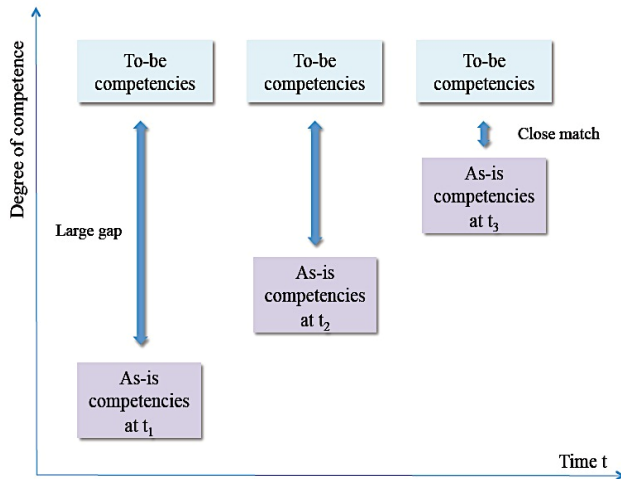 Degree of competence
To-be
competencies
To-be
competencies
To-be
competencies
Close match
As-is
competencies
at t₃
Large gap
As-is
competencies
at t₂
As-is
competencies
at t₁
Time t